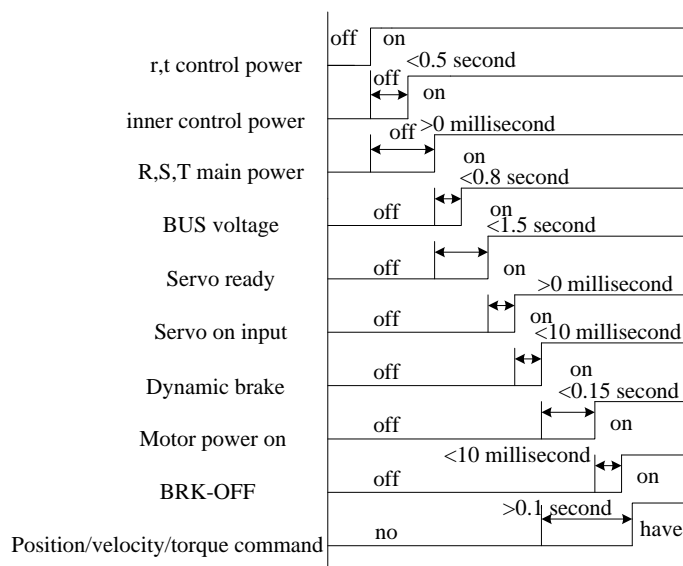 off on
r,t control power <0.5 second
off
on
inner control power
off >0 millisecond
on
R,S,T main power <0.8 second
off on
BUS voltage <1.5 second
off on
Servo ready >0 millisecond
off on
Servo on input <10 millisecond
off on
Dynamic brake <0.15 second
off on
Motor power on
<10 millisecond
off on
BRK-OFF
>0.1 second
no have
Position/velocity/torque command